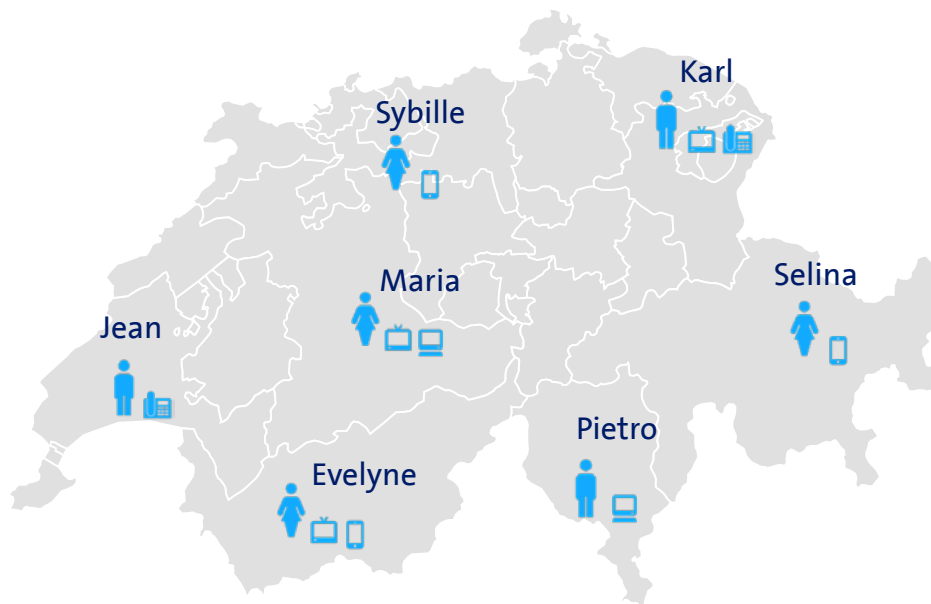 Karl
Sybille
Selina
Maria
Jean
Pietro
Evelyne